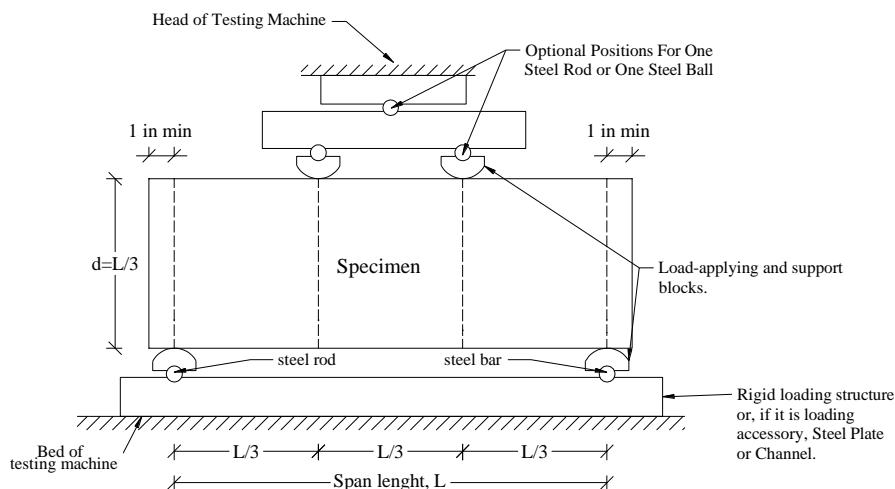 Head of Testing Machine
Optional Positions For One
Steel Rod or One Steel Ball
1 in min
1 in min
d=L/3
Specimen
Load-applying and support
blocks.
steel rod
steel bar
Rigid loading structure
or, if it is loading
accessory, Steel Plate
or Channel.
Bed of
testing machine
L/3
L/3
L/3
Span lenght, L